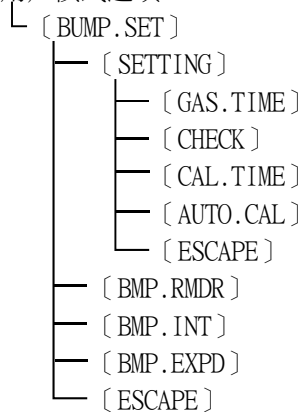 〔BUMP.SET〕
〔SETTING〕
〔GAS.TIME〕
〔CHECK〕
〔CAL.TIME〕
〔AUTO.CAL〕
〔ESCAPE〕
〔BMP.RMDR〕
〔BMP.INT〕
〔BMP.EXPD〕
〔ESCAPE〕